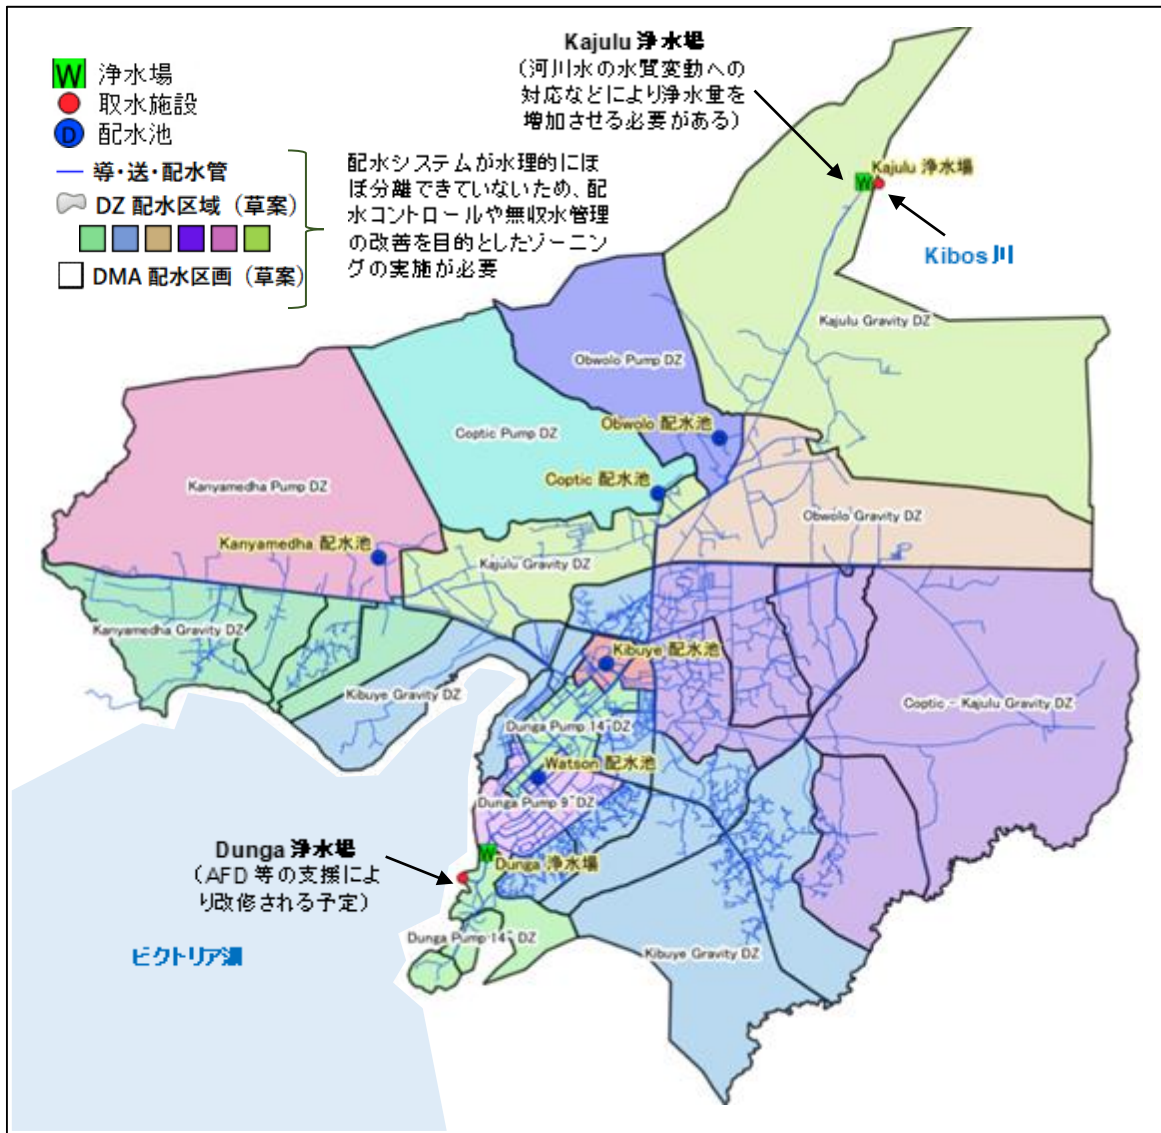 Kajulu 浄水場
（河川水の水質変動への
対応などにより浄水量を
増加させる必要がある）
W 浄水場
取水施設
D 配水池
導・送・配水管
DZ 配水区域（草案）
DMA 配水区画（草案）
配水システムが水理的にほ
ぼ分離できていないため、配
水コントロールや無収水管理
の改善を目的としたゾーニン
グの実施が必要
Kajulu 浄水場
W
Kibos 川
Kajulu Gravity DZ
Obwolo Pump DZ
Obwolo 配水池
Coptic Pump DZ
Coptic 配水池
Kanyamedha Pump DZ
Obwolo Gravity DZ
Kanyamedha 配水池
Kajulu Gravity DZ
Kanyamedha Gravity DZ
Kibuye 配水池
Kibuye Gravity DZ
Coptic - Kajulu Gravity DZ
Dunga Pump 14" DZ
Watson 配水池
Dunga Pump 9" DZ
Dunga 浄水場
（AFD 等の支援によ
り改修される予定）
W
Dunga 浄水場
Dunga Pump 14" DZ
Kibuye Gravity DZ
ビクトリア湖